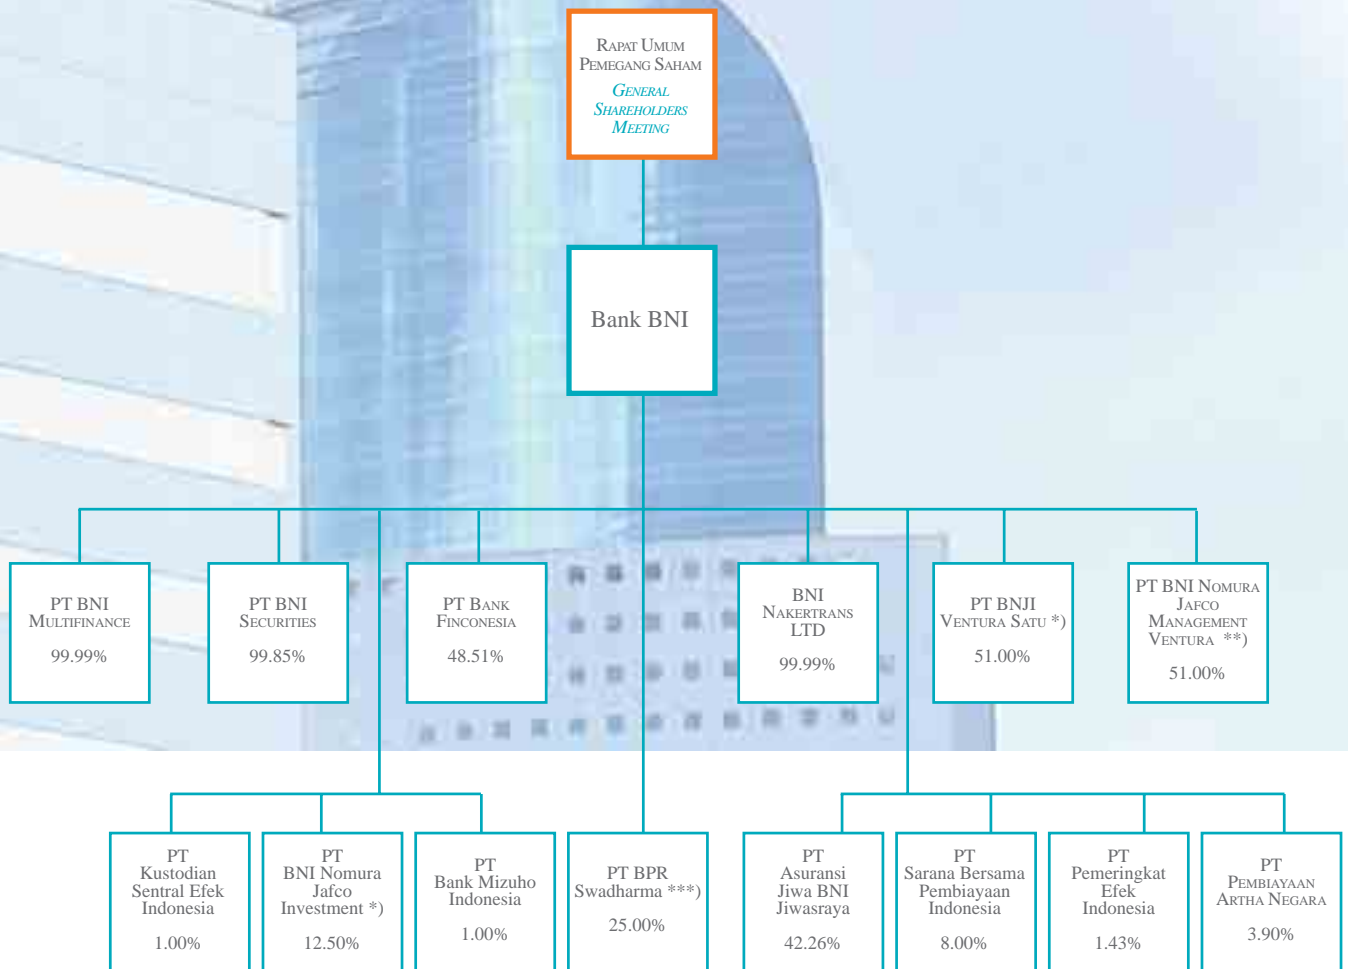 Rapat Umum
Pemegang Saham
General
Shareholders
Meeting
Bank BNI
PT BNI
Multifinance
99.99%
PT BNI
Securities
99.85%
PT Bank
Finconesia
48.51%
BNI
Nakertrans
LTD
99.99%
PT BNJI
Ventura Satu *)
51.00%
PT BNI Nomura
Jafco
Management
Ventura **)
51.00%
PT
Kustodian
Sentral Efek
Indonesia
1.00%
PT
BNI Nomura
Jafco
Investment *)
12.50%
PT
Bank Mizuho
Indonesia
1.00%
PT BPR
Swadharma ***)
25.00%
PT
Asuransi
Jiwa BNI
Jiwasraya
42.26%
PT
Sarana Bersama
Pembiayaan
Indonesia
8.00%
PT
Pemeringkat
Efek
Indonesia
1.43%
PT
Pembiayaan
Artha Negara
3.90%